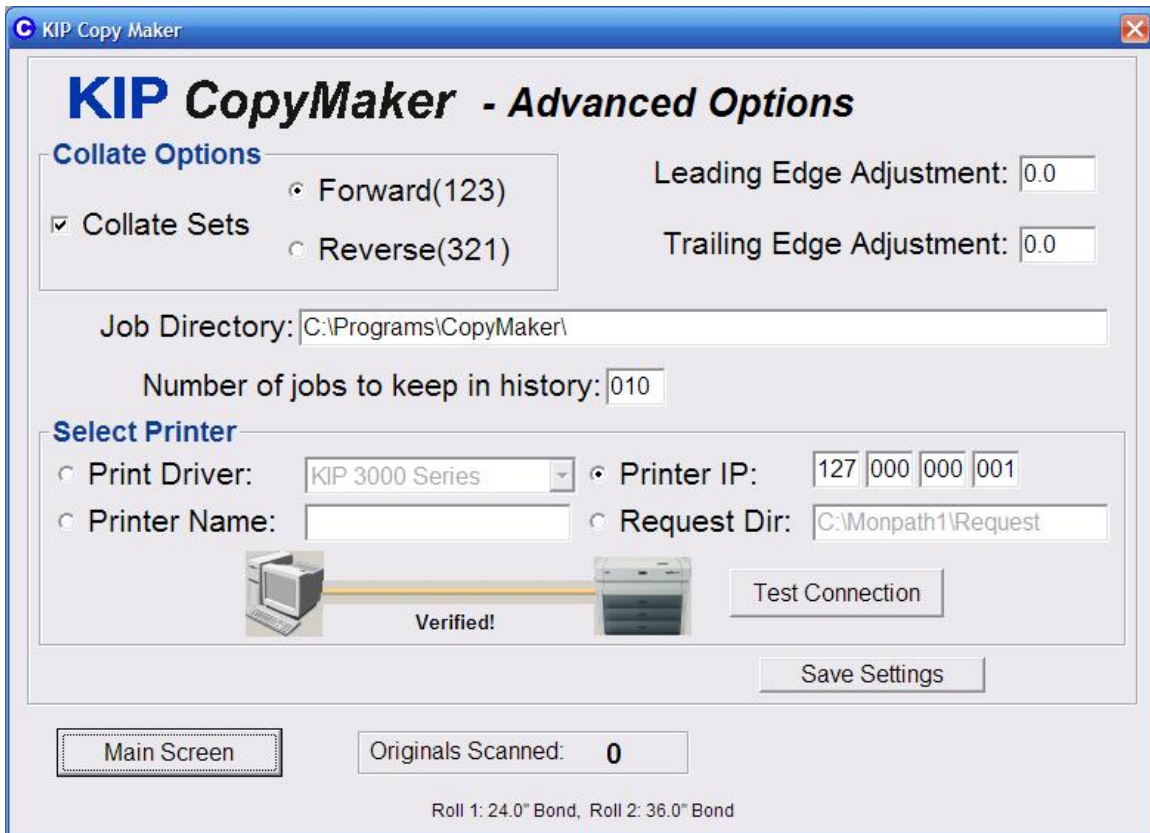 KIP Copy Maker
KIP CopyMaker - Advanced Options
Collate Options
Collate Sets
Forward(123)
Reverse(321)
Leading Edge Adjustment: 0.0
Trailing Edge Adjustment: 0.0
Job Directory: C:\Programs\CopyMaker\
Number of jobs to keep in history: 010
Select Printer
Print Driver: KIP 3000 Series
Printer IP: 127 000 000 001
Printer Name:
Request Dir: C:\Monpath1\Request
Verified!
Test Connection
Save Settings
Main Screen
Originals Scanned: 0
Roll 1: 24.0" Bond, Roll 2: 36.0" Bond